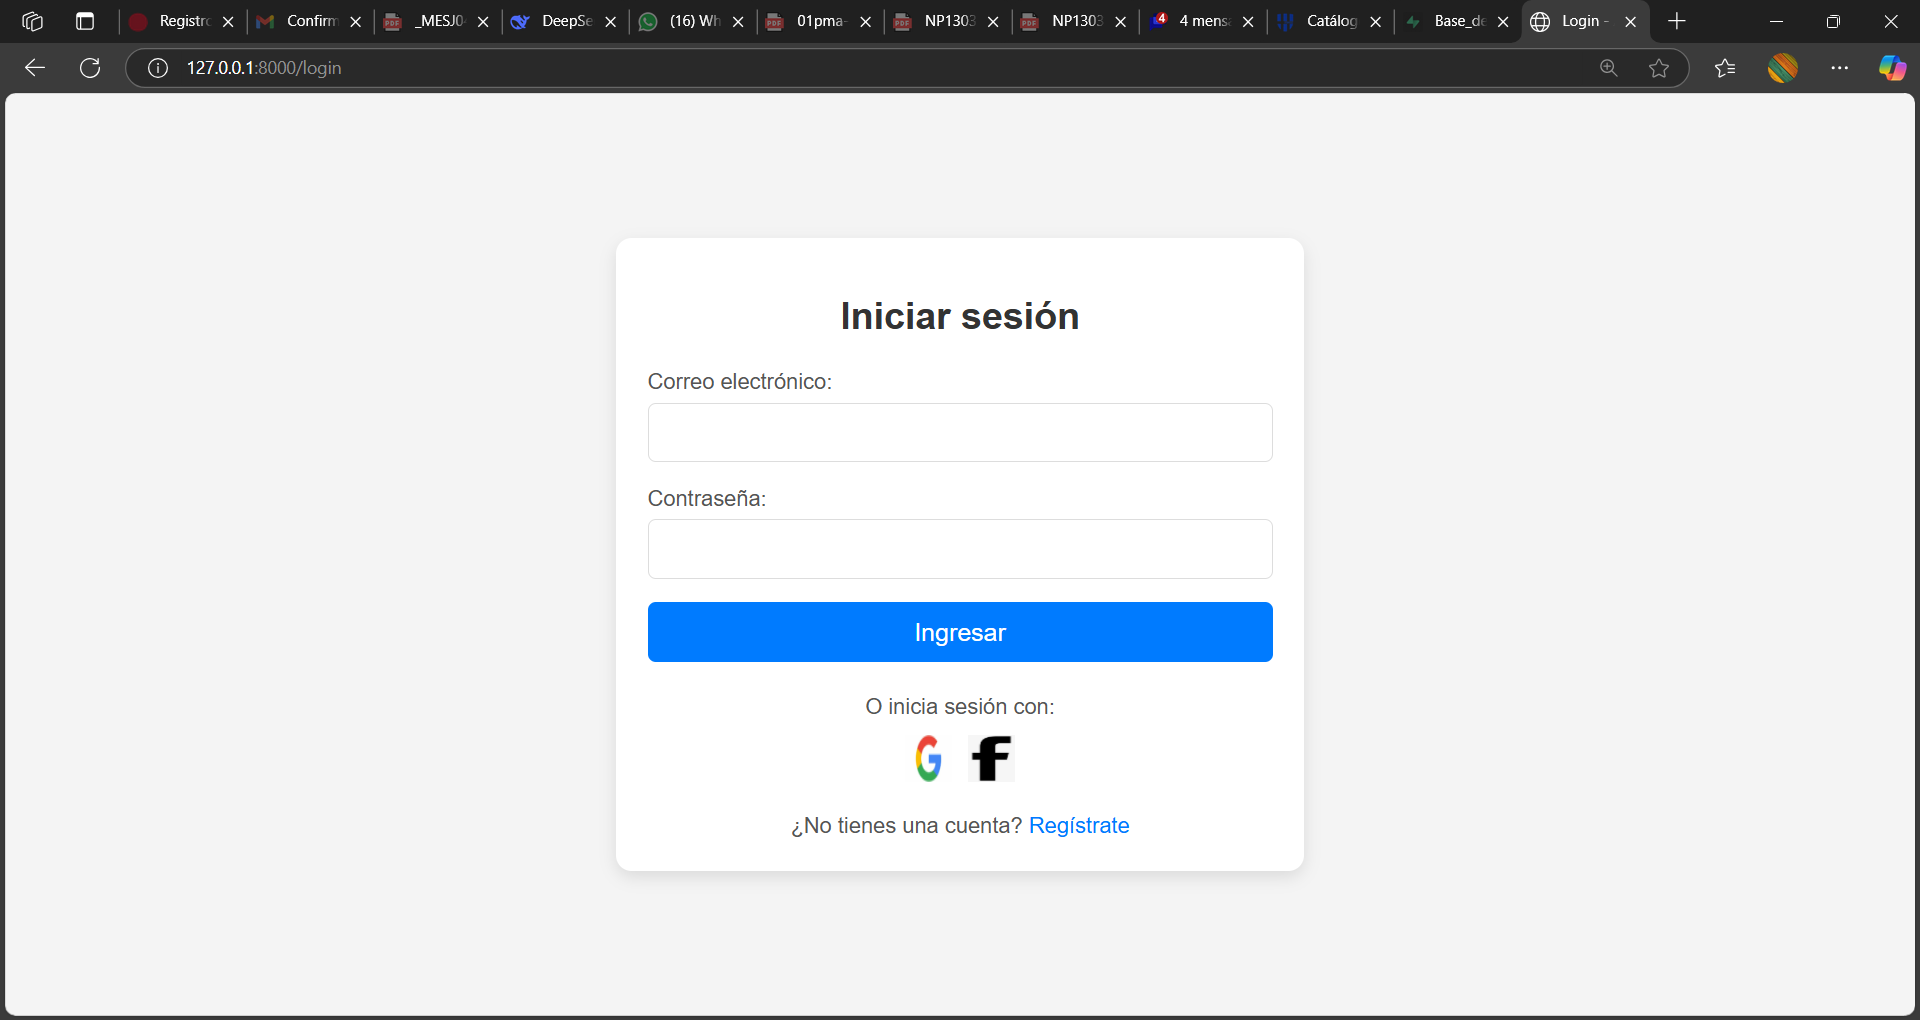 Registro
Confirm
_MESJ0
DeepSe
(16) Wh
01pma-
NP1303
NP1303
4
4 mens
Catálog
Base_de
Login -
127.0.0.1:8000/login
Iniciar sesión
Correo electrónico:
Contraseña:
Ingresar
O inicia sesión con:
¿No tienes una cuenta? Regístrate